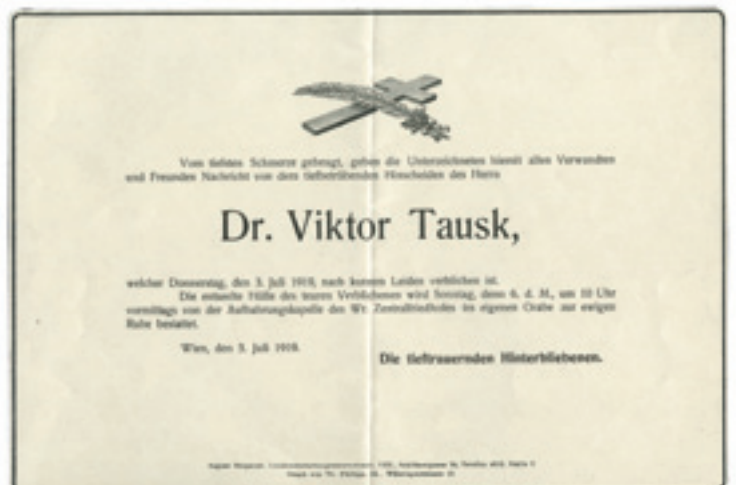 Vom tiefsten Schmerze gebeugt, geben die Unterzeichneten hiemit allen Verwandten
und Freunden Nachricht von dem tiefbetrübenden Hinscheiden des Herrn
Dr. Viktor Tausk,
welcher Donnerstag, den 3. Juli 1919, nach kurzem Leiden verblichen ist.
Die entseelte Hülle des teuren Verblichenen wird Sonntag, denn 6. d. M., um 10 Uhr
vormittags von der Aufbahrungskapelle des Wr. Zentralfriedhofes im eigenen Grabe zur ewigen
Ruhe bestattet.
Wien, den 3. Juli 1919.
Die tieftrauernden Hinterbliebenen.